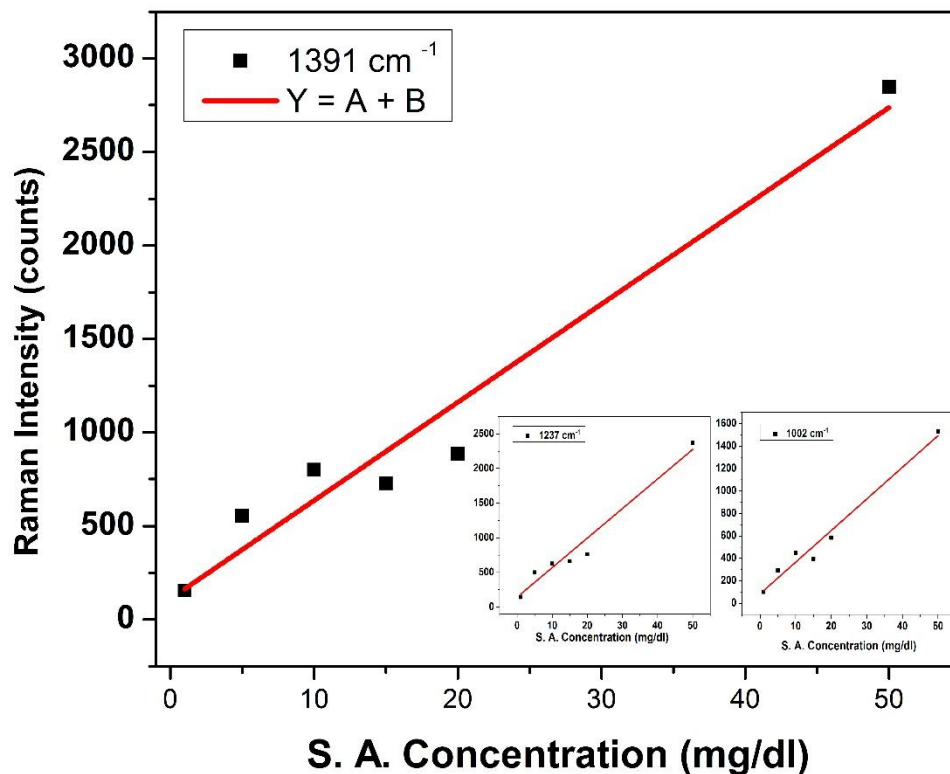 1391 cm -1
Y = A + B
Raman Intensity (counts)
3000
2500
2000
1500
1000
500
0
0 10 20 30 40 50
S. A. Concentration (mg/dl)
1237 cm-1
2500
2000
1500
1000
500
0
0 10 20 30 40 50
S. A. Concentration (mg/dl)
1002 cm-1
1600
1400
1200
1000
800
600
400
200
0
0 10 20 30 40 50
S. A. Concentration (mg/dl)